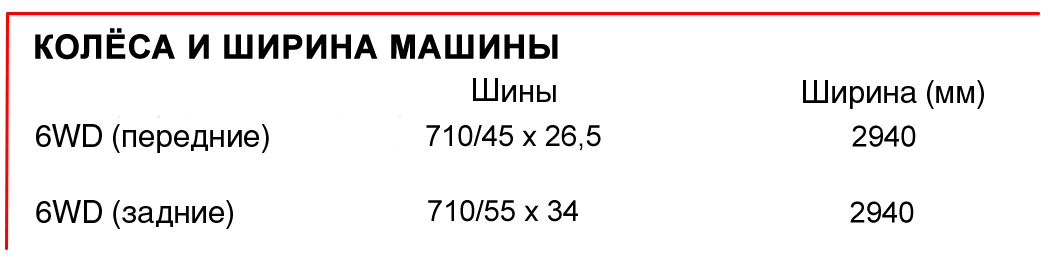 КОЛЁСА И ШИРИНА МАШИНЫ
Шины Ширина (мм)
6WD (передние) 710/45 x 26,5 2940
6WD (задние) 710/55 x 34 2940